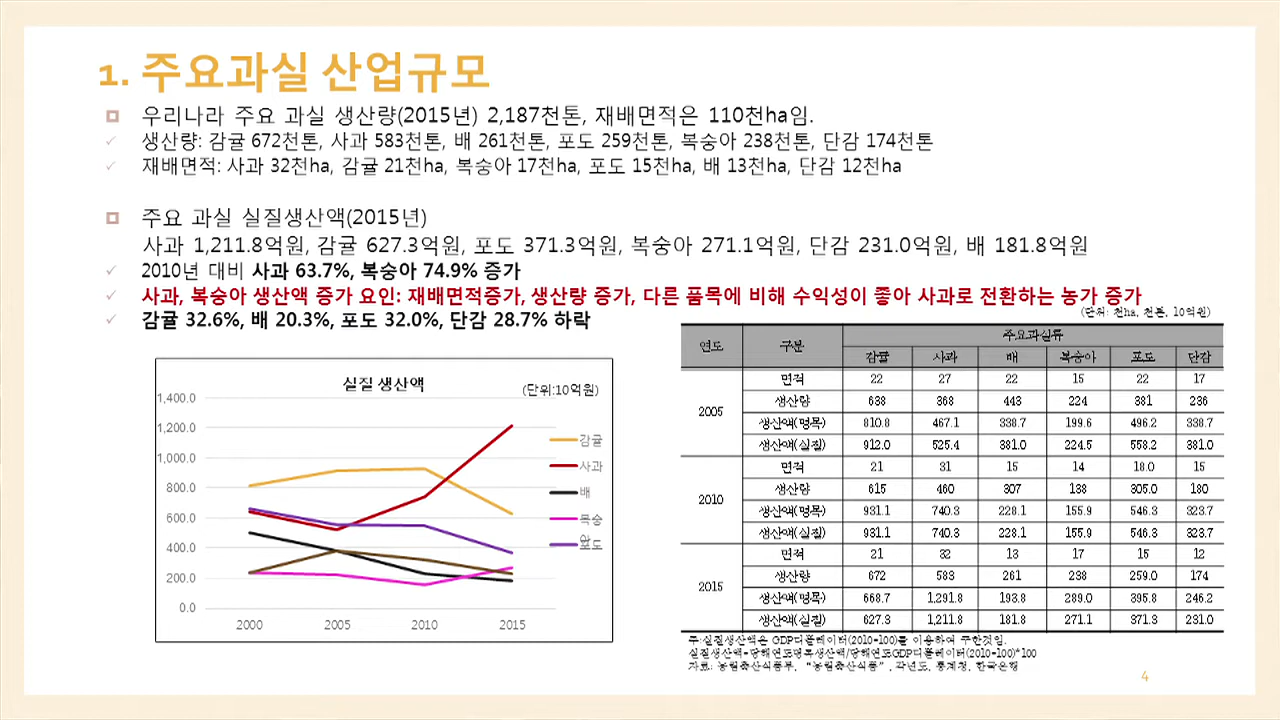 1. 주요과실 산업규모
우리나라 주요 과실 생산량(2015년) 2,187천톤, 재배면적은 110천ha임.
생산량: 감귤 672천톤, 사과 583천톤, 배 261천톤, 포도 259천톤, 복숭아 238천톤, 단감 174천톤
재배면적: 사과 32천ha, 감귤 21천ha, 복숭아 17천ha, 포도 15천ha, 배 13천ha, 단감 12천ha
주요 과실 실질생산액(2015년)
사과 1,211.8억원, 감귤 627.3억원, 포도 371.3억원, 복숭아 271.1억원, 단감 231.0억원, 배 181.8억원
2010년 대비 사과 63.7%, 복숭아 74.9% 증가
사과, 복숭아 생산액 증가 요인: 재배면적증가, 생산량 증가, 다른 품목에 비해 수익성이 좋아 사과로 전환하는 농가 증가
감귤 32.6%, 배 20.3%, 포도 32.0%, 단감 28.7% 하락
실질 생산액
(단위:10억원)
1,400.0
1,200.0
1,000.0
800.0
600.0
400.0
200.0
0.0
2000 2005 2010 2015
감귤
사과
배
복숭
아
포도
(단위: 천ha, 천톤, 10억원)
연도 구분 주요과실류
감귤 사과 배 복숭아 포도 단감
2005 면적 22 27 22 15 22 17
생산량 638 368 443 224 381 236
생산액(명목) 810.8 467.1 338.7 199.6 496.2 338.7
생산액(실질) 912.0 525.4 381.0 224.5 558.2 381.0
2010 면적 21 31 15 14 18.0 15
생산량 615 460 307 138 305.0 180
생산액(명목) 931.1 740.3 228.1 155.9 546.3 323.7
생산액(실질) 931.1 740.3 228.1 155.9 546.3 323.7
2015 면적 21 32 13 17 15 12
생산량 672 583 261 238 259.0 174
생산액(명목) 668.7 1,291.8 193.8 289.0 395.8 246.2
생산액(실질) 627.3 1,211.8 181.8 271.1 371.3 231.0
주:실질생산액은 GDP디플레이터(2010=100)를 이용하여 구한것임.
실질생산액=당해연도명목생산액/당해연도GDP디플레이터(2010=100)*100
자료: 농림축산식품부, “농림축산식품”, 각년도, 통계청, 한국은행
4